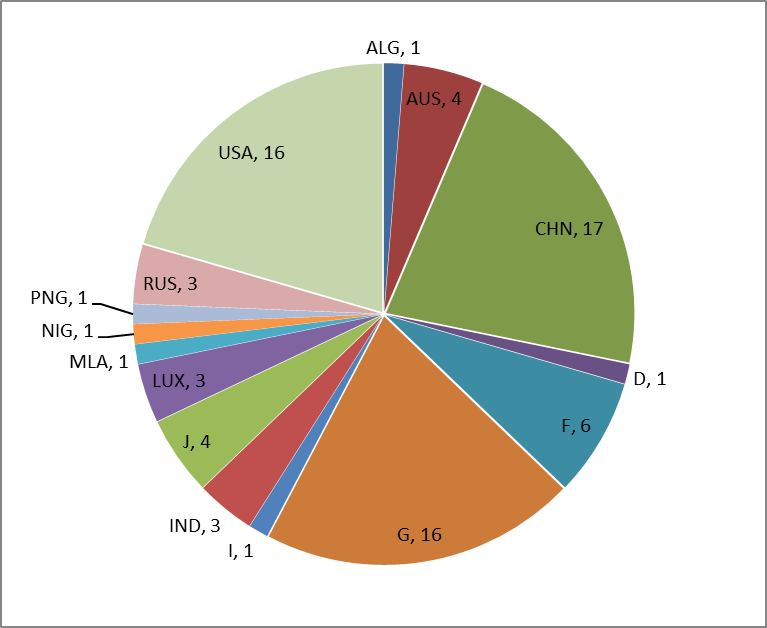 ALG, 1
AUS, 4
CHN, 17
D, 1
F, 6
G, 16
I, 1
IND, 3
J, 4
LUX, 3
MLA, 1
NIG, 1
PNG, 1
RUS, 3
USA, 16